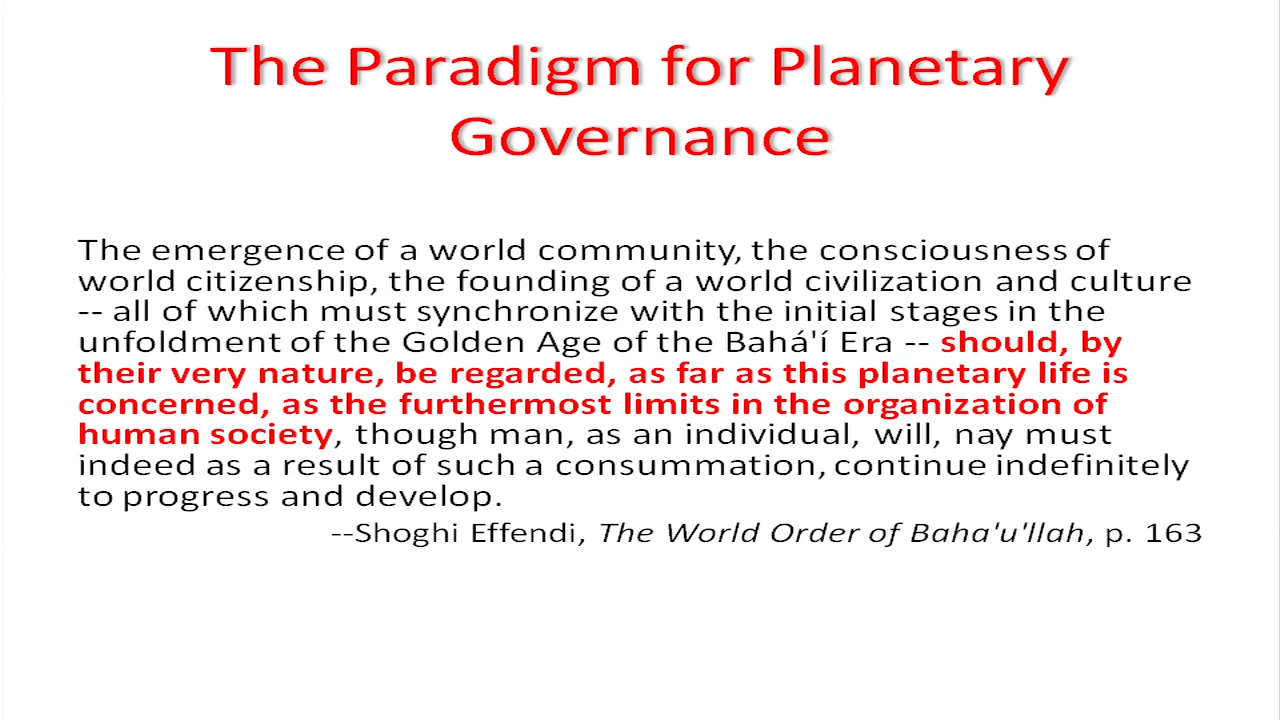 The Paradigm for Planetary
Governance
The emergence of a world community, the consciousness of
world citizenship, the founding of a world civilization and culture
-- all of which must synchronize with the initial stages in the
unfoldment of the Golden Age of the Bahá'í Era -- should, by
their very nature, be regarded, as far as this planetary life is
concerned, as the furthermost limits in the organization of
human society, though man, as an individual, will, nay must
indeed as a result of such a consummation, continue indefinitely
to progress and develop.
--Shoghi Effendi, The World Order of Baha'u'llah, p. 163